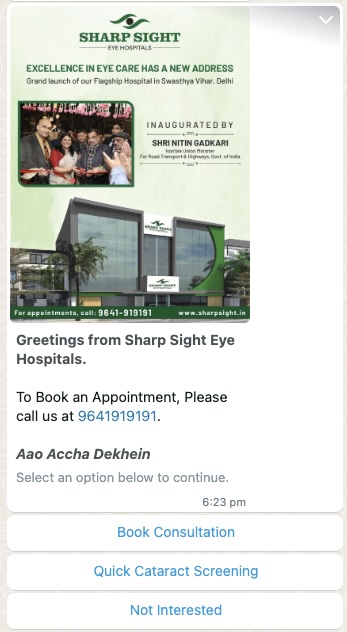 SHARP SIGHT
EYE HOSPITALS
EXCELLENCE IN EYE CARE HAS A NEW ADDRESS
Grand launch of our Flagship Hospital in Swasthya Vihar, Delhi
INAUGURATED BY
SHRI NITIN GADKARI
Hon'ble Union Minister
For Road Transport & Highways, Govt. of India
SHARP SIGHT
SHARP SIGHT
For appointments, call: 9641-919191 www.sharpsight.in
Greetings from Sharp Sight Eye
Hospitals.
To Book an Appointment, Please
call us at 9641919191.
Aao Accha Dekhein
Select an option below to continue.
6:23 pm
Book Consultation
Quick Cataract Screening
Not Interested